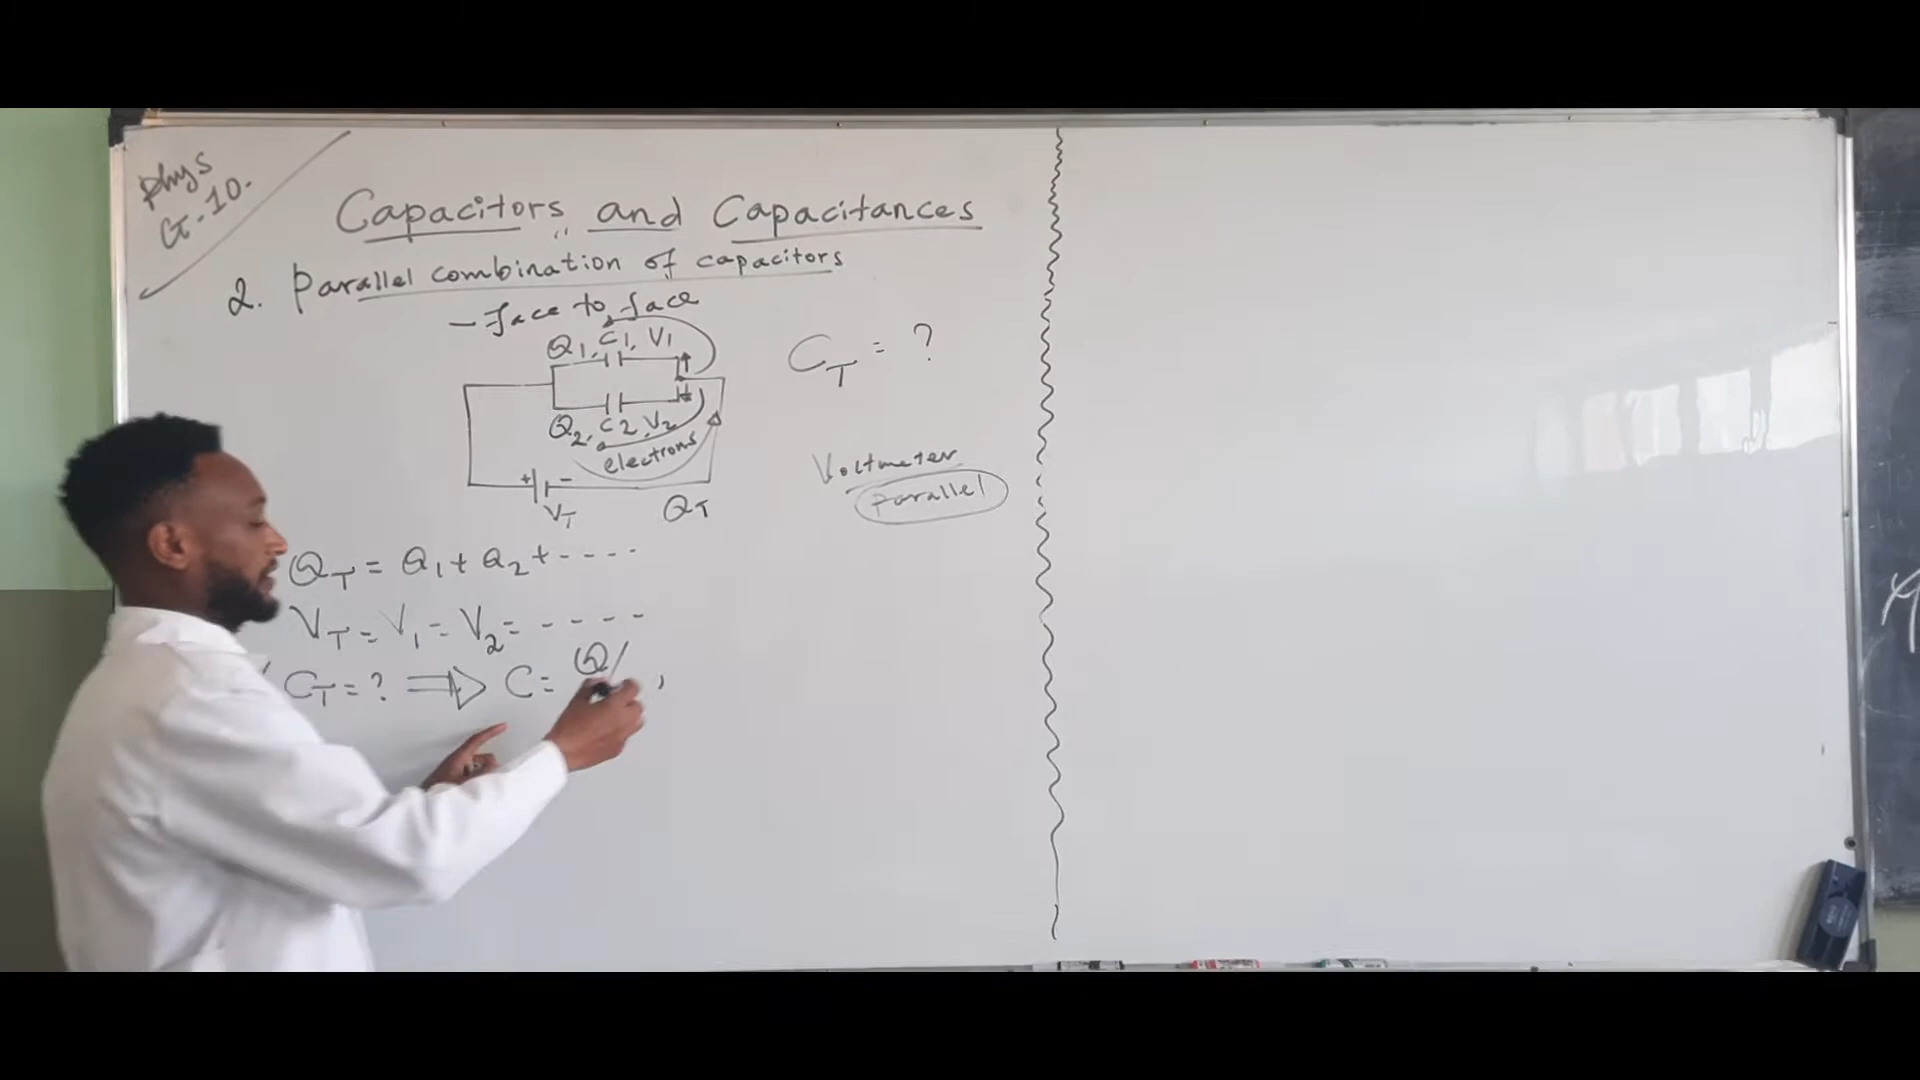 Phys
G-10.
Capacitors and Capacitances
2. Parallel combination of capacitors
- face to face
Q1, C1, V1
Q2, C2, V2
electrons
+ -
VT
QT
CT = ?
Voltmeter
parallel
QT = Q1 + Q2 + ----
VT = V1 = V2 = -----
CT = ? ⇒ C = Q/ ,